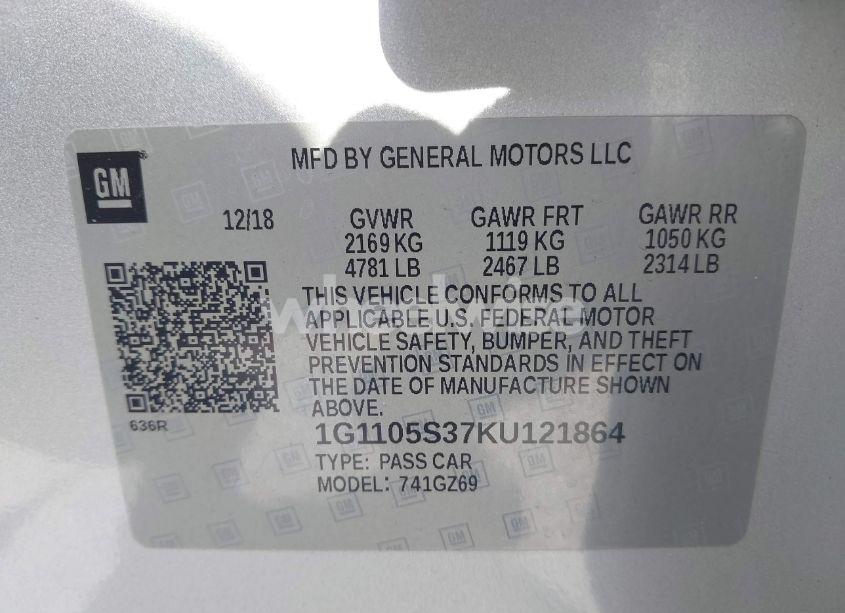 GM
MFD BY GENERAL MOTORS LLC
12/18 GVWR GAWR FRT GAWR RR
2169 KG 1119 KG 1050 KG
4781 LB 2467 LB 2314 LB
THIS VEHICLE CONFORMS TO ALL
APPLICABLE U.S. FEDERAL MOTOR
VEHICLE SAFETY, BUMPER, AND THEFT
PREVENTION STANDARDS IN EFFECT ON
THE DATE OF MANUFACTURE SHOWN
ABOVE.
636R
1G1105S37KU121864
TYPE: PASS CAR
MODEL: 741GZ69